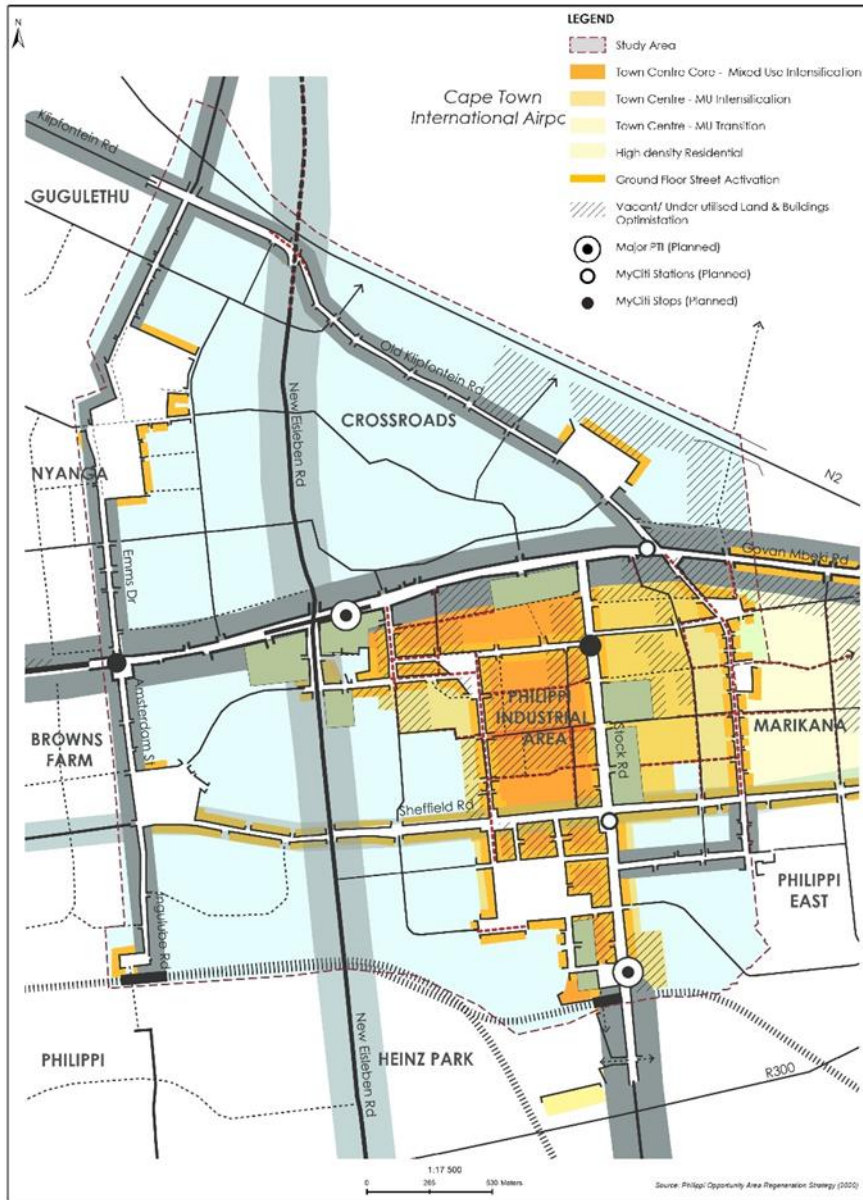 N
LEGEND
Study Area
Town Centre Core - Mixed Use Intensification
Town Centre - MU Intensification
Town Centre - MU Transition
High density Residential
Ground Floor Street Activation
Vacant/ Under utilised Land & Buildings
Optimistation
Major PTI (Planned)
MyCiti Stations (Planned)
MyCiti Stops (Planned)
Cape Town
International Airpo
Klipfontein Rd
GUGULETHU
Old Klipfontein Rd
New Eisleben Rd
CROSSROADS
NYANGA
N2
Govan Mbeki Rd
Emms Dr
Amsterdam St
PHILIPPI
INDUSTRIAL
AREA
Stock Rd
MARIKANA
BROWNS
FARM
Sheffield Rd
PHILIPPI
EAST
Ingulube Rd
New Eisleben Rd
PHILIPPI
HEINZ PARK
R300
1:17 500
0 265 530 Meters
Source: Philippi Opportunity Area Regeneration Strategy (2020)